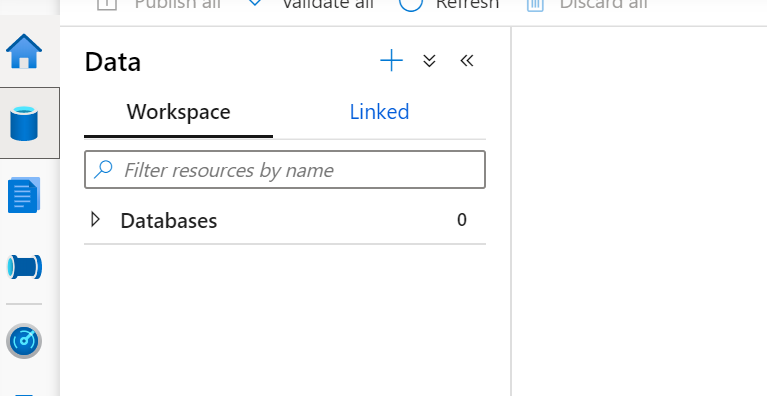 Publish all Validate all Refresh Discard all
Data
Workspace Linked
Filter resources by name
Databases 0